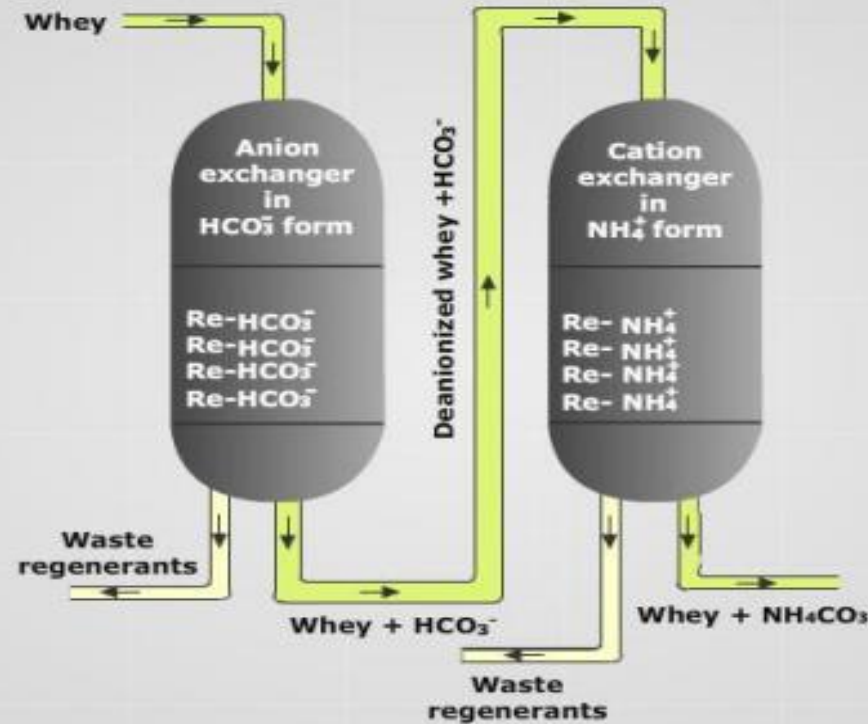 Whey
Anion
exchanger
in
HCO₃⁻ form
Re-HCO₃⁻
Re-HCO₃⁻
Re-HCO₃⁻
Re-HCO₃⁻
Waste
regenerants
Whey + HCO₃⁻
Deanionized whey +HCO₃⁻
Cation
exchanger
in
NH₄⁺ form
Re- NH₄⁺
Re- NH₄⁺
Re- NH₄⁺
Re- NH₄⁺
Whey + NH₄CO₃
Waste
regenerants